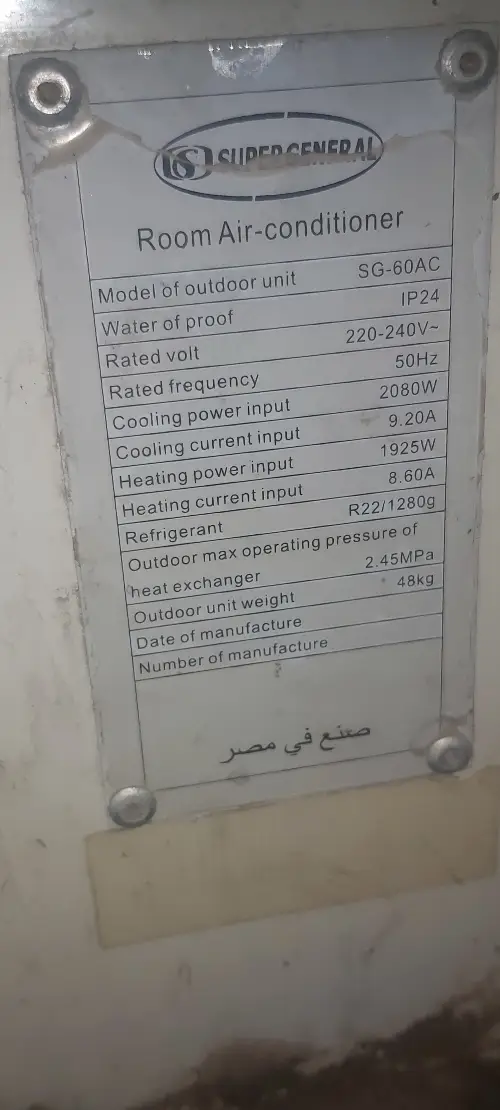 SUPERGENERAL
Room Air-conditioner
Model of outdoor unit SG-60AC
Water of proof IP24
Rated volt 220-240V~
Rated frequency 50Hz
Cooling power input 2080W
Cooling current input 9.20A
Heating power input 1925W
Heating current input 8.60A
Refrigerant R22/1280g
Outdoor max operating pressure of
heat exchanger 2.45MPa
Outdoor unit weight 48kg
Date of manufacture
Number of manufacture
صنع في مصر